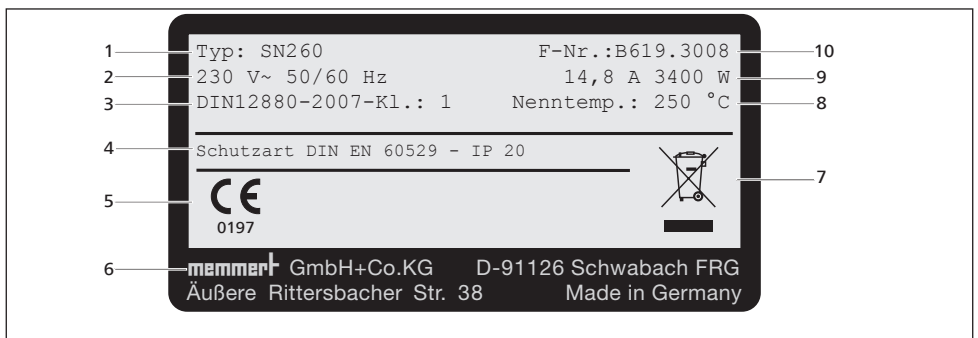 1 Typ: SN260 F-Nr.:B619.3008 10
2 230 V~ 50/60 Hz 14,8 A 3400 W 9
3 DIN12880-2007-Kl.: 1 Nenntemp.: 250 °C 8
4 Schutzart DIN EN 60529 - IP 20
7
5 CE
0197
6 memmert GmbH+Co.KG D-91126 Schwabach FRG
Äußere Rittersbacher Str. 38 Made in Germany